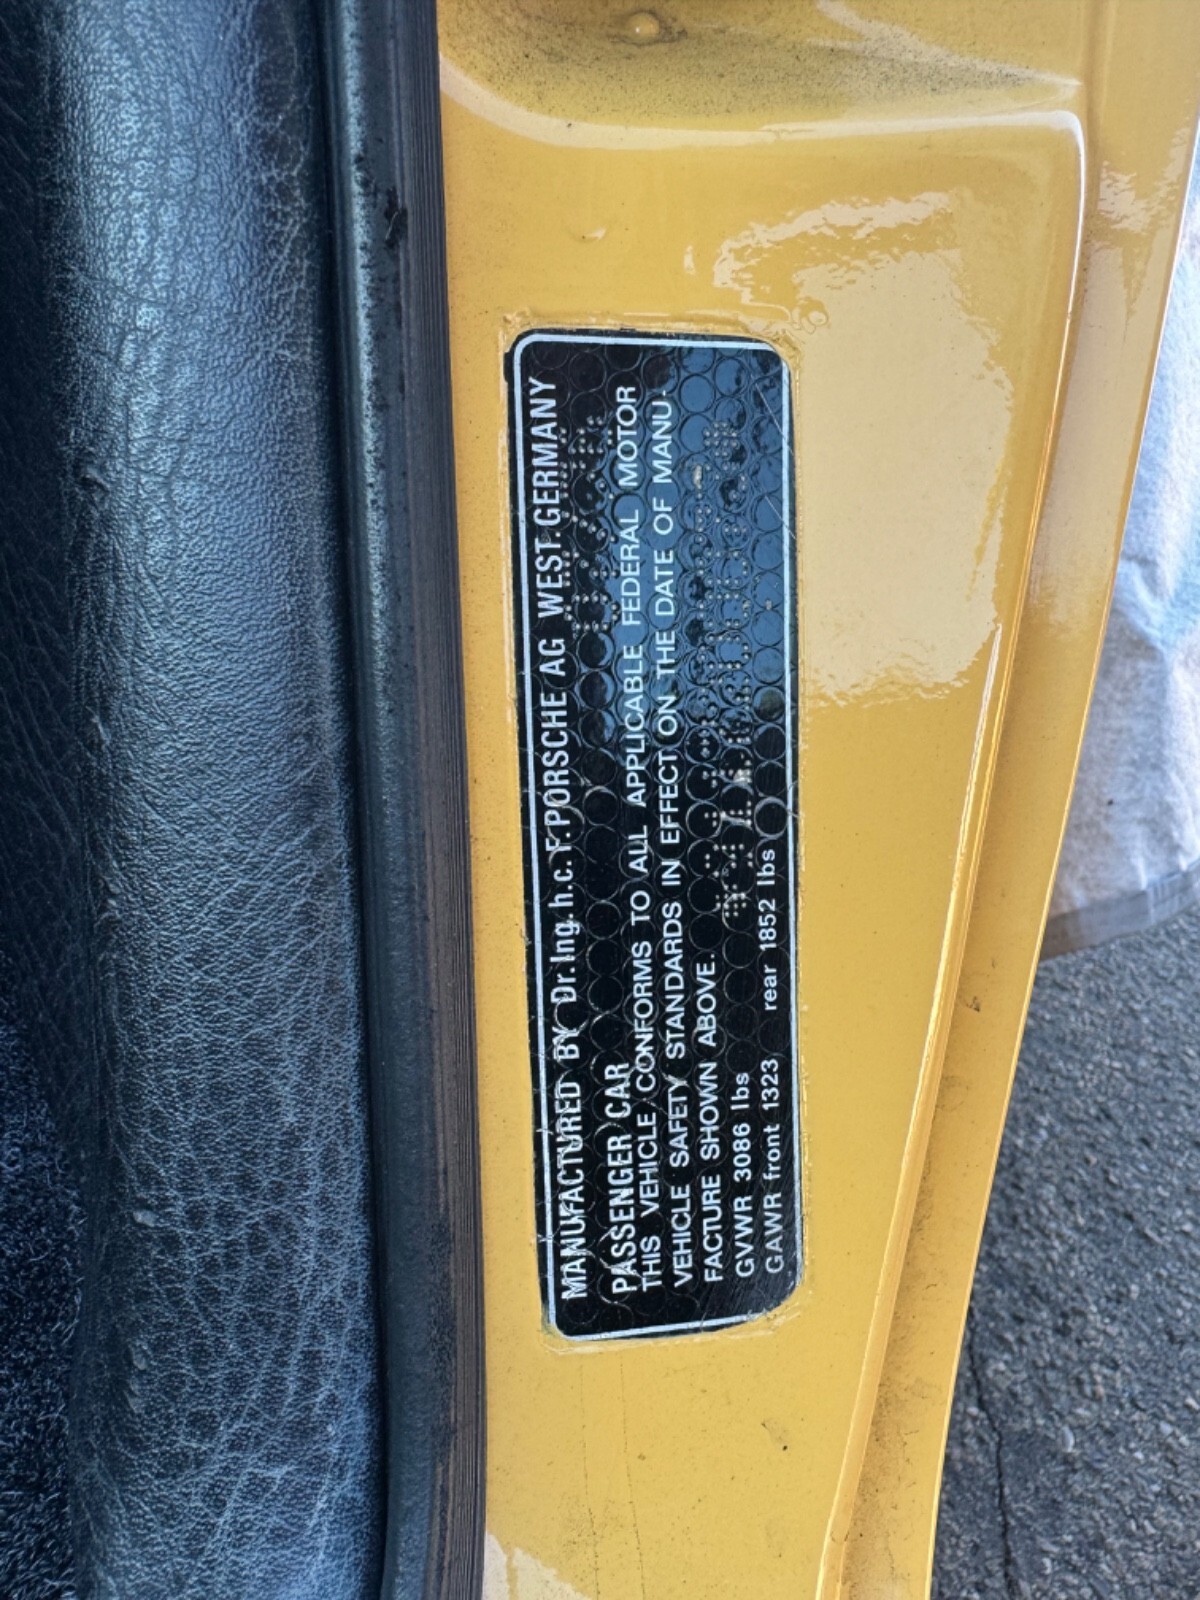 MANUFACTURED BY Dr.Ing.h.c.F.PORSCHE AG WEST GERMANY
PASSENGER CAR
THIS VEHICLE CONFORMS TO ALL APPLICABLE FEDERAL MOTOR
VEHICLE SAFETY STANDARDS IN EFFECT ON THE DATE OF MANU-
FACTURE SHOWN ABOVE.
GVWR 3086 lbs
GAWR front 1323 rear 1852 lbs